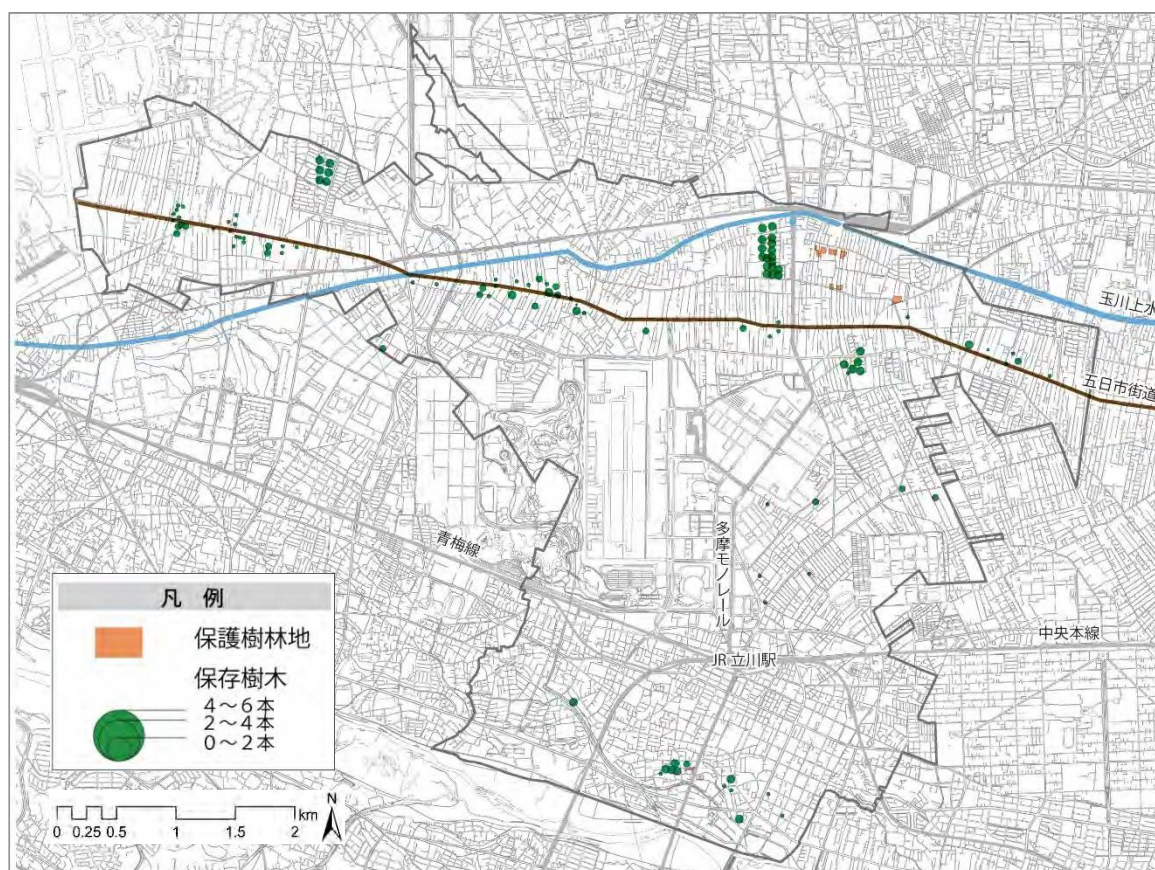 玉川上水
五日市街道
青梅線
多摩モノレール
中央本線
JR立川駅
凡 例
保護樹林地
保存樹木
4～6本
2～4本
0～2本
N
km
0 0.25 0.5 1 1.5 2